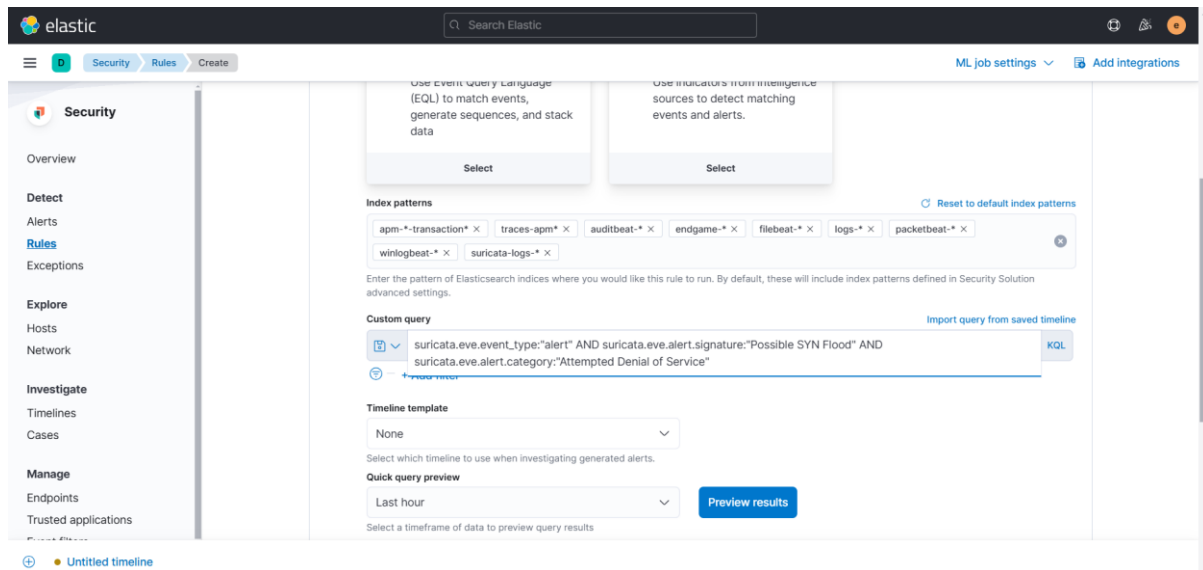 elastic
Search Elastic
e
D
Security
Rules
Create
ML job settings
Add integrations
Security
Overview
Detect
Alerts
Rules
Exceptions
Explore
Hosts
Network
Investigate
Timelines
Cases
Manage
Endpoints
Trusted applications
Use Event Query Language
(EQL) to match events,
generate sequences, and stack
data
Select
Use indicators from intelligence
sources to detect matching
events and alerts.
Select
Index patterns
Reset to default index patterns
apm-*-transaction* × traces-apm* × auditbeat-* × endgame-* × filebeat-* × logs-* × packetbeat-* ×
winlogbeat-* × suricata-logs-* ×
Enter the pattern of Elasticsearch indices where you would like this rule to run. By default, these will include index patterns defined in Security Solution
advanced settings.
Custom query
Import query from saved timeline
suricata.eve.event_type:"alert" AND suricata.eve.alert.signature:"Possible SYN Flood" AND
suricata.eve.alert.category:"Attempted Denial of Service"
KQL
+ Add filter
Timeline template
None
Select which timeline to use when investigating generated alerts.
Quick query preview
Last hour
Preview results
Select a timeframe of data to preview query results
Untitled timeline